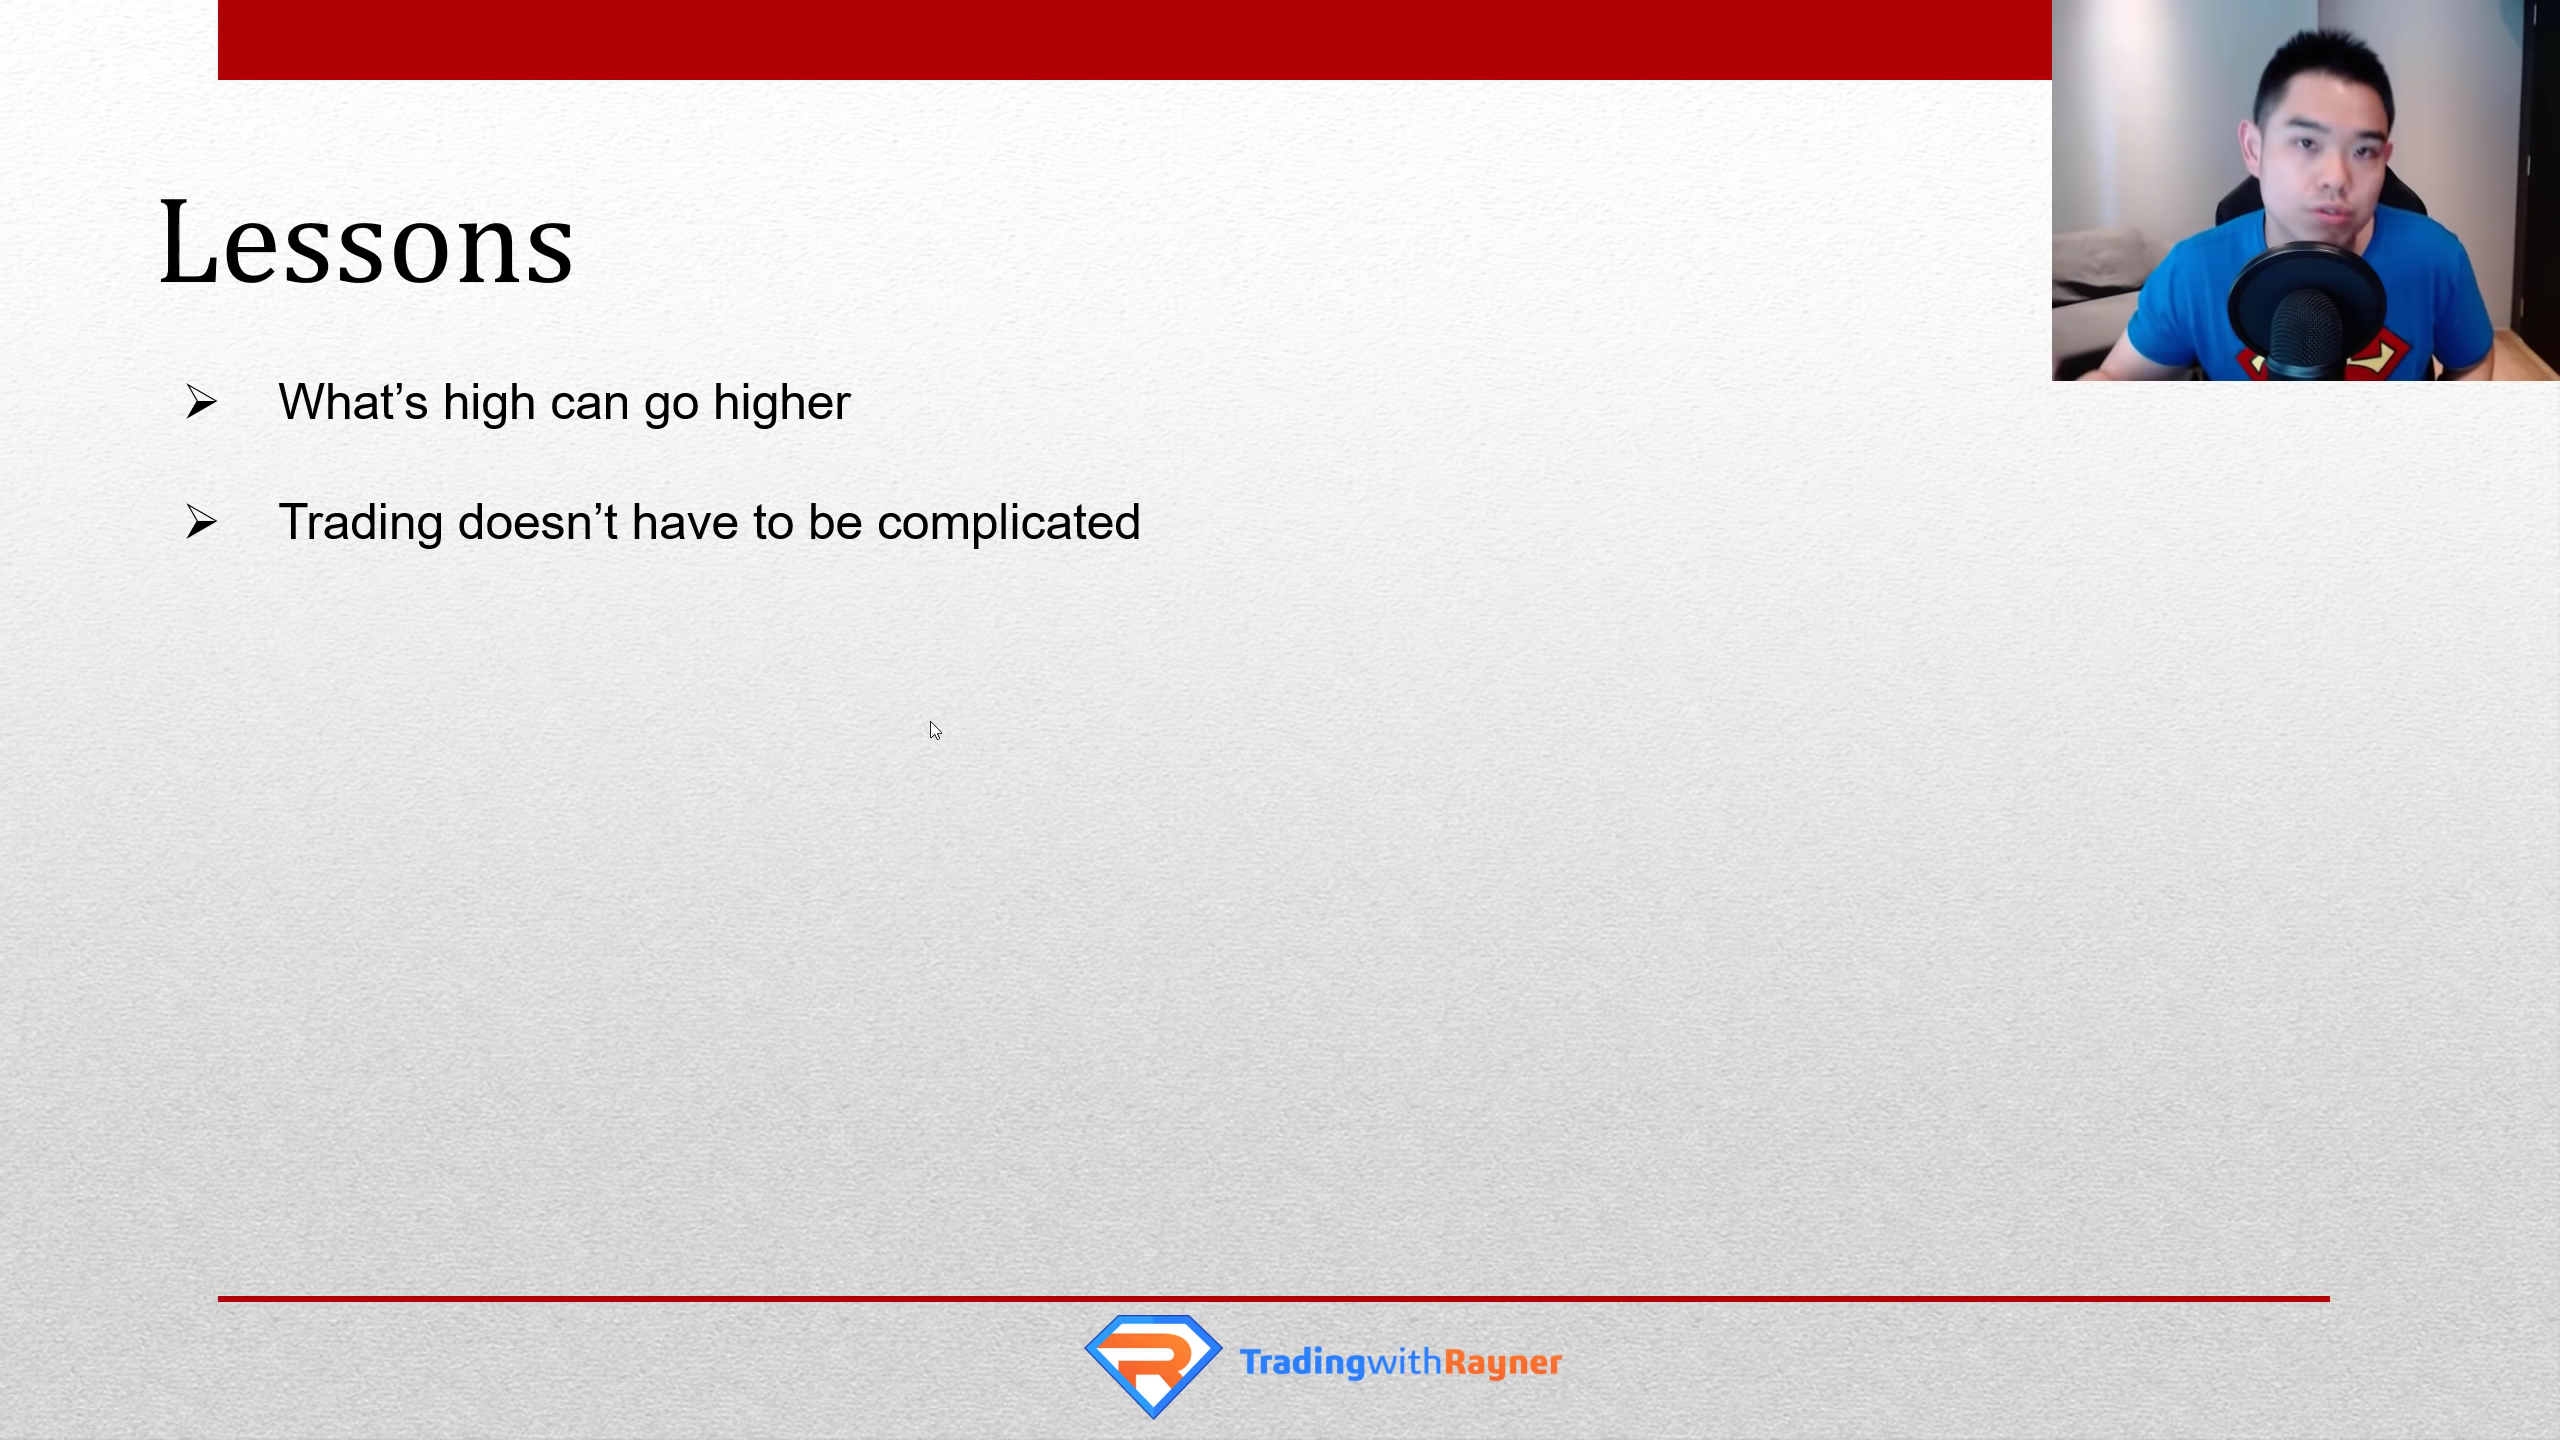 Lessons
What’s high can go higher
Trading doesn’t have to be complicated
TradingwithRayner